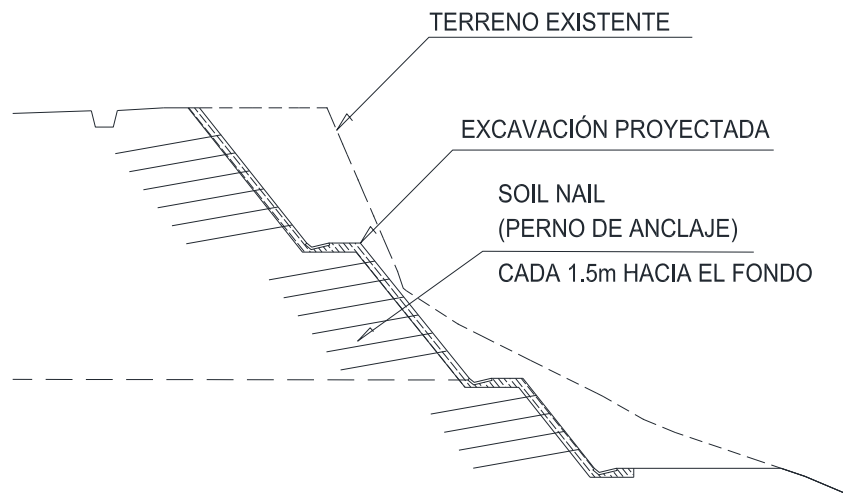 TERRENO EXISTENTE
EXCAVACIÓN PROYECTADA
SOIL NAIL
(PERNO DE ANCLAJE)
CADA 1.5m HACIA EL FONDO